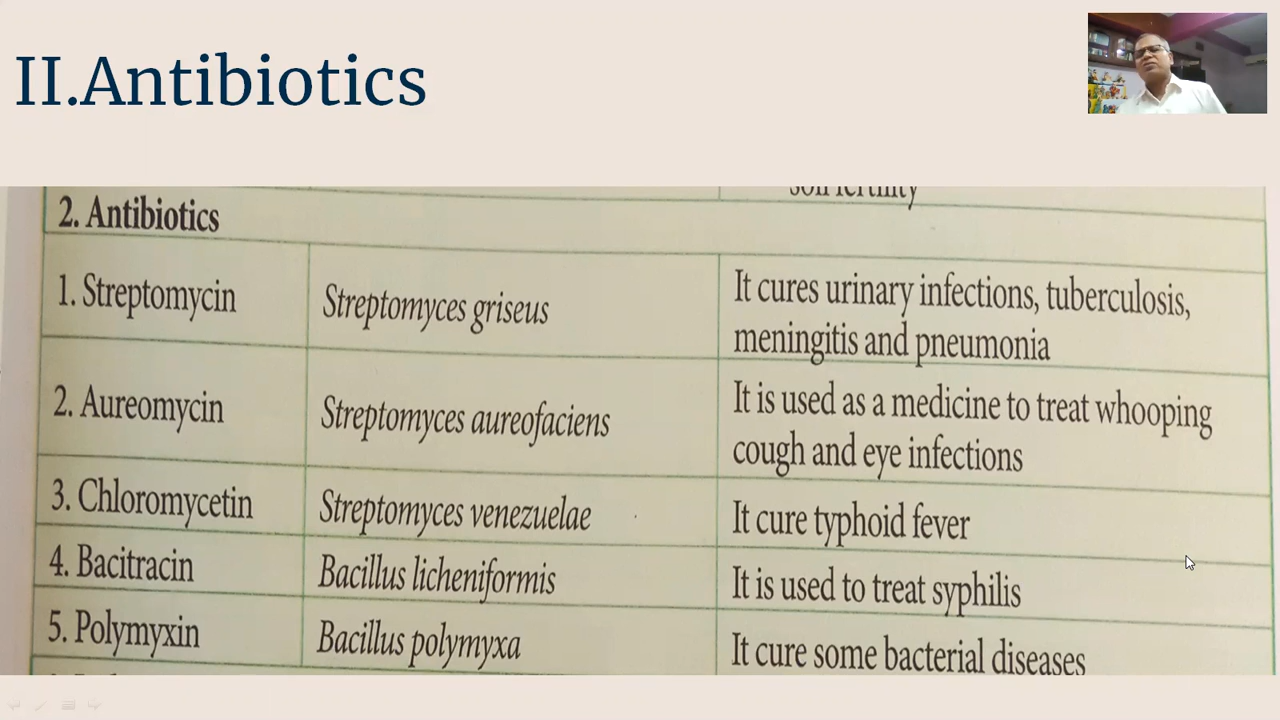 II.Antibiotics
soil fertility
2. Antibiotics
1. Streptomycin
Streptomyces griseus
It cures urinary infections, tuberculosis,
meningitis and pneumonia
2. Aureomycin
Streptomyces aureofaciens
It is used as a medicine to treat whooping
cough and eye infections
3. Chloromycetin
Streptomyces venezuelae
It cure typhoid fever
4. Bacitracin
Bacillus licheniformis
It is used to treat syphilis
5. Polymyxin
Bacillus polymyxa
It cure some bacterial diseases